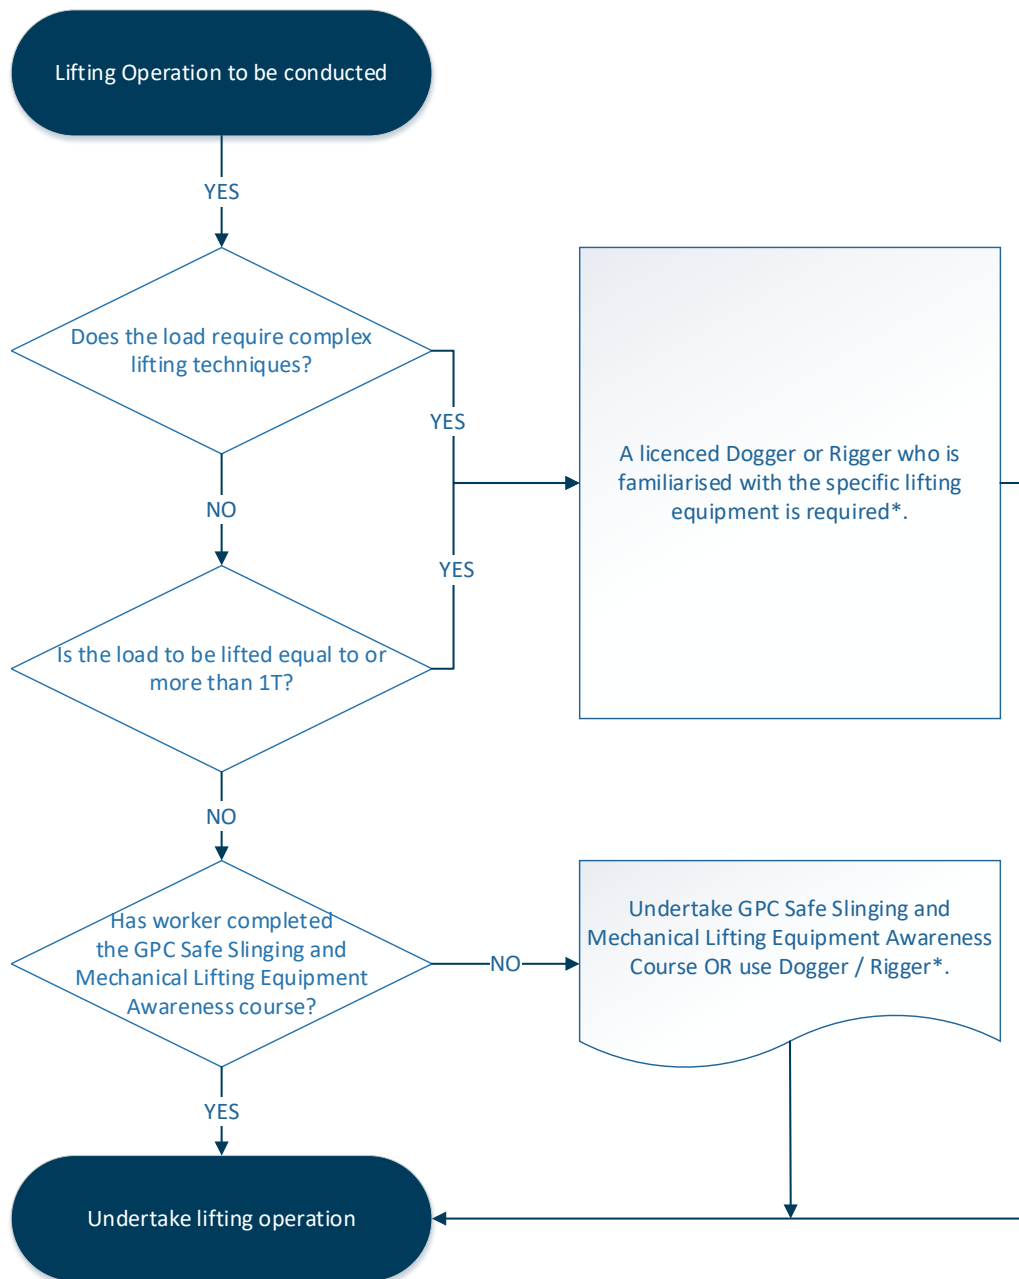 Lifting Operation to be conducted
YES
Does the load require complex
lifting techniques?
YES
NO
A licenced Dogger or Rigger who is
familiarised with the specific lifting
equipment is required*.
YES
Is the load to be lifted equal to or
more than 1T?
NO
Has worker completed
the GPC Safe Slinging and
Mechanical Lifting Equipment
Awareness course?
NO
Undertake GPC Safe Slinging and
Mechanical Lifting Equipment Awareness
Course OR use Dogger / Rigger*.
YES
Undertake lifting operation